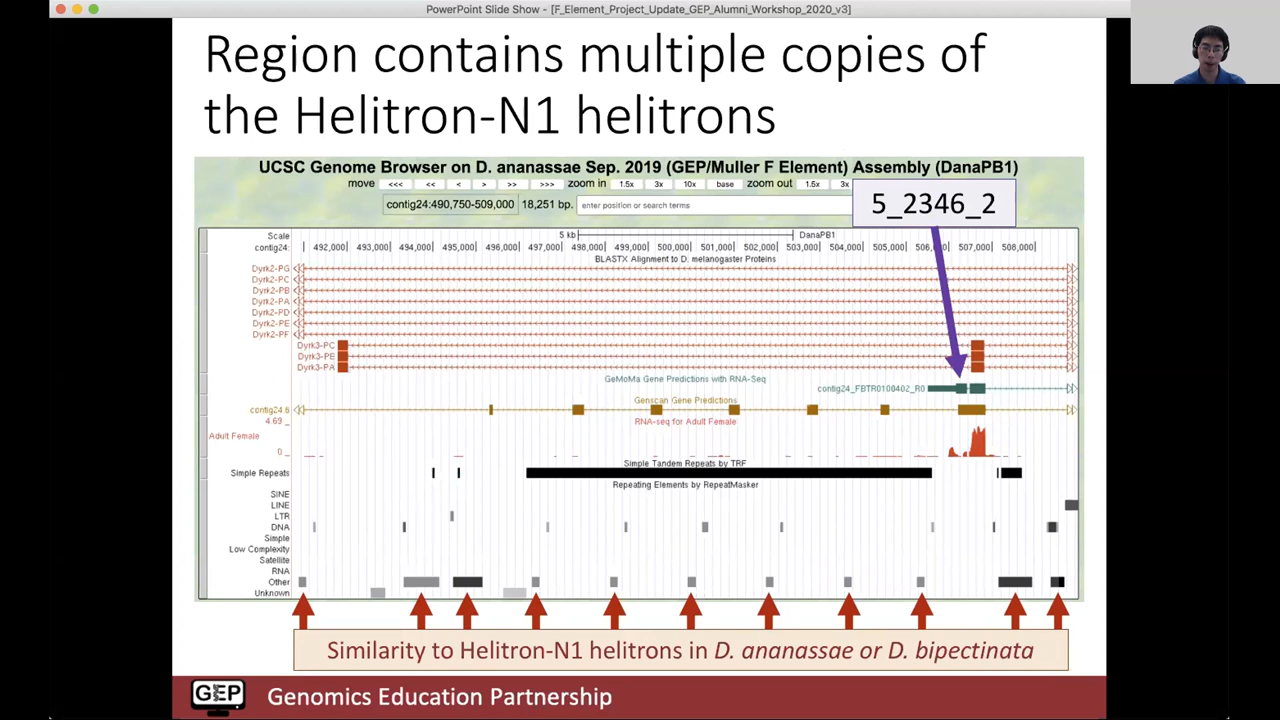 PowerPoint Slide Show - [F_Element_Project_Update_GEP_Alumni_Workshop_2020_v3]
Region contains multiple copies of
the Helitron-N1 helitrons
UCSC Genome Browser on D. ananassae Sep. 2019 (GEP/Muller F Element) Assembly (DanaPB1)
move <<< << < > >> >>> zoom in 1.5x 3x 10x base zoom out 1.5x 3x
contig24:490,750-509,000 18,251 bp. enter position or search terms
5_2346_2
Scale 5 kb DanaPB1
contig24: 492,000 493,000 494,000 495,000 496,000 497,000 498,000 499,000 500,000 501,000 502,000 503,000 504,000 505,000 506,000 507,000 508,000
BLASTX Alignment to D. melanogaster Proteins
Dyrk2-PG
Dyrk2-PC
Dyrk2-PB
Dyrk2-PA
Dyrk2-PD
Dyrk2-PE
Dyrk2-PF
Dyrk3-PC
Dyrk3-PE
Dyrk3-PA
GeMoMa Gene Predictions with RNA-Seq
contig24_FBTR0100402_R0
Genscan Gene Predictions
contig24.6
RNA-seq for Adult Female
4.63
Adult Female
0
Simple Tandem Repeats by TRF
Simple Repeats
Repeating Elements by RepeatMasker
SINE
LINE
LTR
DNA
Simple
Low Complexity
Satellite
RNA
Other
Unknown
Similarity to Helitron-N1 helitrons in D. ananassae or D. bipectinata
GEP Genomics Education Partnership